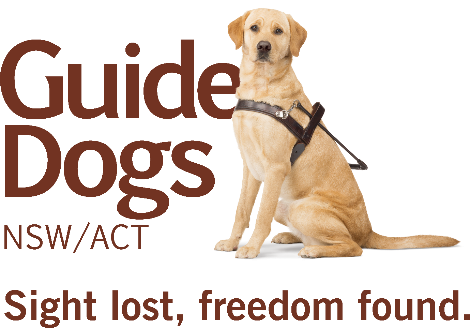 Guide
Dogs
NSW/ACT
Sight lost, freedom found.